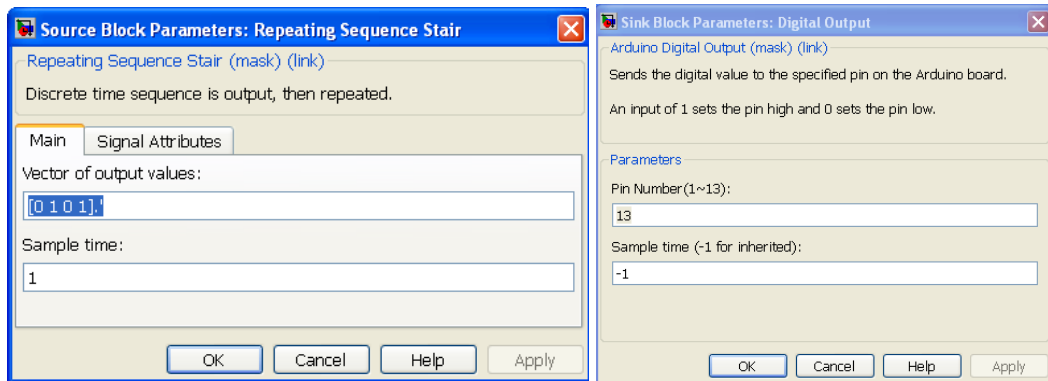 Source Block Parameters: Repeating Sequence Stair
Repeating Sequence Stair (mask) (link)
Discrete time sequence is output, then repeated.
Main
Signal Attributes
Vector of output values:
[0 1 0 1].'
Sample time:
1
OK
Cancel
Help
Apply
Sink Block Parameters: Digital Output
Arduino Digital Output (mask) (link)
Sends the digital value to the specified pin on the Arduino board.
An input of 1 sets the pin high and 0 sets the pin low.
Parameters
Pin Number(1~13):
13
Sample time (-1 for inherited):
-1
OK
Cancel
Help
Apply